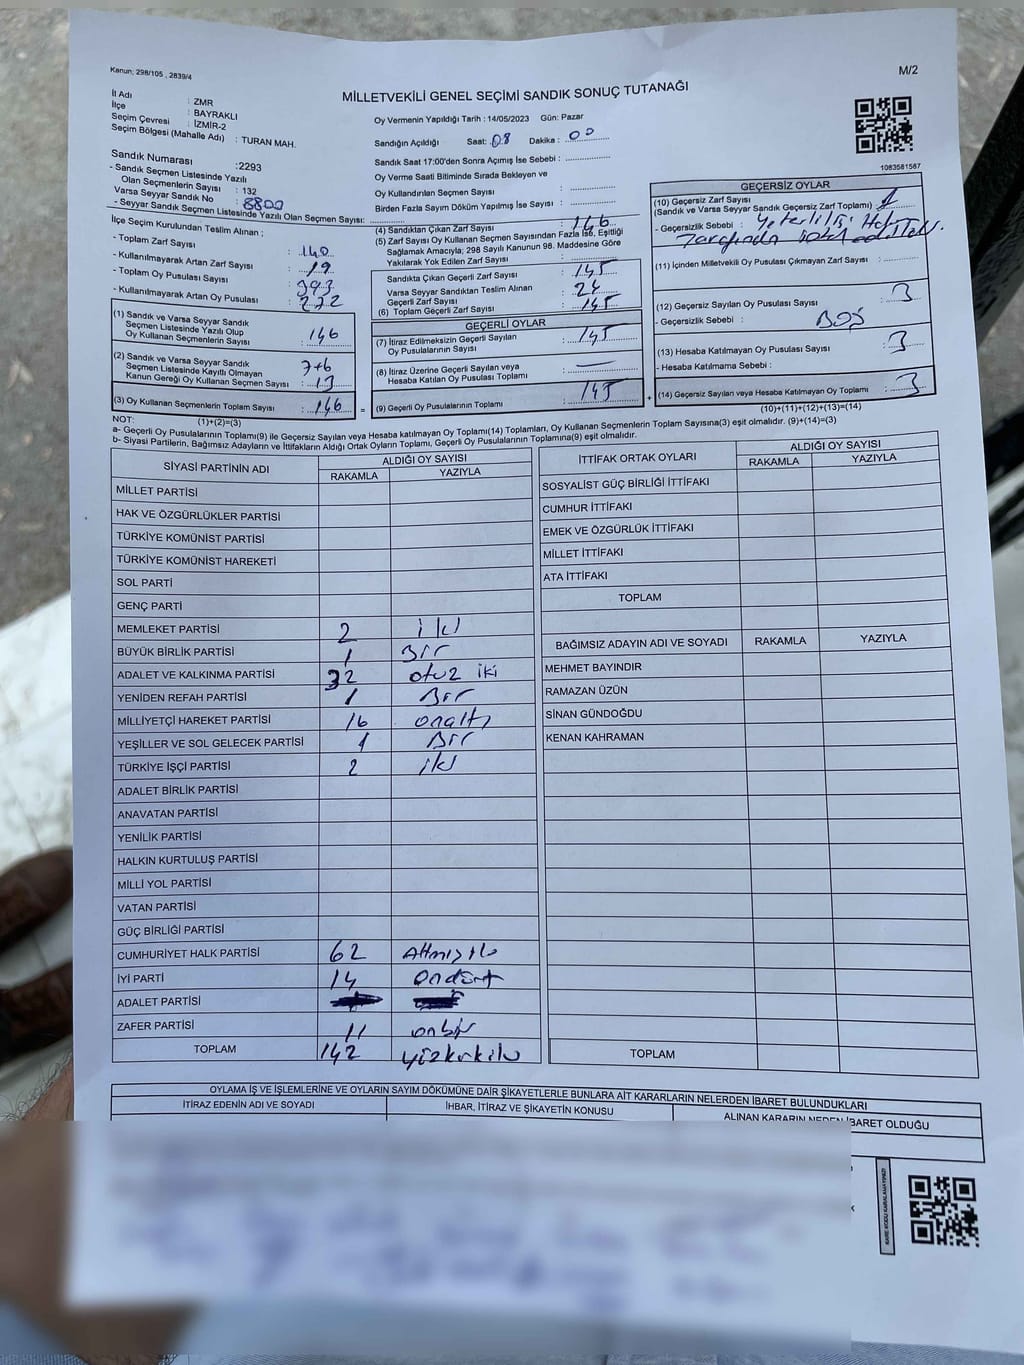 Kanun; 298/105 , 2839/4
M/2
MİLLETVEKİLİ GENEL SEÇİMİ SANDIK SONUÇ TUTANAĞI
İl Adı : ZMR
İlçe : BAYRAKLI
Seçim Çevresi : İZMİR-2
Seçim Bölgesi (Mahalle Adı) : TURAN MAH.
Sandık Numarası :2293
- Sandık Seçmen Listesinde Yazılı
Olan Seçmenlerin Sayısı : 132
Varsa Seyyar Sandık No : 8800
- Seyyar Sandık Seçmen Listesinde Yazılı Olan Seçmen Sayısı:
Oy Vermenin Yapıldığı Tarih : 14/05/2023 Gün: Pazar
Sandığın Açıldığı Saat: 08 Dakika : 00
Sandık Saat 17:00'den Sonra Açımış İse Sebebi :
Oy Verme Saati Bitiminde Sırada Bekleyen ve
Oy Kullandırılan Seçmen Sayısı :
Birden Fazla Sayım Döküm Yapılmış İse Sayısı :
1083581587
İlçe Seçim Kurulundan Teslim Alınan ;
- Toplam Zarf Sayısı : 140
- Kullanılmayarak Artan Zarf Sayısı : 19
- Toplam Oy Pusulası Sayısı : 393
- Kullanılmayarak Artan Oy Pusulası : 272
(1) Sandık ve Varsa Seyyar Sandık
Seçmen Listesinde Yazılı Olup
Oy Kullanan Seçmenlerin Sayısı : 146
(2) Sandık ve Varsa Seyyar Sandık
Seçmen Listesinde Kayıtlı Olmayan 7+6
Kanun Gereği Oy Kullanan Seçmen Sayısı : 13
(3) Oy Kullanan Seçmenlerin Toplam Sayısı : 146
(1)+(2)=(3)
(4) Sandıktan Çıkan Zarf Sayısı : 146
(5) Zarf Sayısı Oy Kullanan Seçmen Sayısından Fazla İse, Eşitliği
Sağlamak Amacıyla; 298 Sayılı Kanunun 98. Maddesine Göre
Yakılarak Yok Edilen Zarf Sayısı :
Sandıkta Çıkan Geçerli Zarf Sayısı : 145
Varsa Seyyar Sandıktan Teslim Alınan
Geçerli Zarf Sayısı : 24
(6) Toplam Geçerli Zarf Sayısı : 145
GEÇERLİ OYLAR
(7) İtiraz Edilmeksizin Geçerli Sayılan
Oy Pusulalarının Sayısı : 145
(8) İtiraz Üzerine Geçerli Sayılan veya
Hesaba Katılan Oy Pusulası Toplamı :
(9) Geçerli Oy Pusulalarının Toplamı : 145
GEÇERSİZ OYLAR
(10) Geçersiz Zarf Sayısı
(Sandık ve Varsa Seyyar Sandık Geçersiz Zarf Toplamı) : 1
- Geçersizlik Sebebi :
(11) İçinden Milletvekili Oy Pusulası Çıkmayan Zarf Sayısı :
(12) Geçersiz Sayılan Oy Pusulası Sayısı : 3
- Geçersizlik Sebebi : BOŞ
(13) Hesaba Katılmayan Oy Pusulası Sayısı : 3
- Hesaba Katılmama Sebebi :
(14) Geçersiz Sayılan veya Hesaba Katılmayan Oy Toplamı : 3
(10)+(11)+(12)+(13)=(14)
NOT:
a- Geçerli Oy Pusulalarının Toplamı(9) ile Geçersiz Sayılan veya Hesaba katılmayan Oy Toplamı(14) Toplamları, Oy Kullanan Seçmenlerin Toplam Sayısına(3) eşit olmalıdır. (9)+(14)=(3)
b- Siyasi Partilerin, Bağımsız Adayların ve İttifakların Aldığı Ortak Oyların Toplamı, Geçerli Oy Pusulalarının Toplamına(9) eşit olmalıdır.
SİYASİ PARTİNİN ADI ALDIĞI OY SAYISI
RAKAMLA YAZIYLA
MİLLET PARTİSİ
HAK VE ÖZGÜRLÜKLER PARTİSİ
TÜRKİYE KOMÜNİST PARTİSİ
TÜRKİYE KOMÜNİST HAREKETİ
SOL PARTİ
GENÇ PARTİ
MEMLEKET PARTİSİ 2 iki
BÜYÜK BİRLİK PARTİSİ 1 Bir
ADALET VE KALKINMA PARTİSİ 32 otuz iki
YENİDEN REFAH PARTİSİ 1 Bir
MİLLİYETÇİ HAREKET PARTİSİ 16 onaltı
YEŞİLLER VE SOL GELECEK PARTİSİ 1 Bir
TÜRKİYE İŞÇİ PARTİSİ 2 iki
ADALET BİRLİK PARTİSİ
ANAVATAN PARTİSİ
YENİLİK PARTİSİ
HALKIN KURTULUŞ PARTİSİ
MİLLİ YOL PARTİSİ
VATAN PARTİSİ
GÜÇ BİRLİĞİ PARTİSİ
CUMHURİYET HALK PARTİSİ 62 Altmışiki
İYİ PARTİ 14 Ondört
ADALET PARTİSİ
ZAFER PARTİSİ 11 onbir
TOPLAM 142 yüzkırkiki
İTTİFAK ORTAK OYLARI ALDIĞI OY SAYISI
RAKAMLA YAZIYLA
SOSYALİST GÜÇ BİRLİĞİ İTTİFAKI
CUMHUR İTTİFAKI
EMEK VE ÖZGÜRLÜK İTTİFAKI
MİLLET İTTİFAKI
ATA İTTİFAKI
TOPLAM
BAĞIMSIZ ADAYIN ADI VE SOYADI RAKAMLA YAZIYLA
MEHMET BAYINDIR
RAMAZAN ÜZÜN
SİNAN GÜNDOĞDU
KENAN KAHRAMAN
TOPLAM
OYLAMA İŞ VE İŞLEMLERİNE VE OYLARIN SAYIM DÖKÜMÜNE DAİR ŞİKAYETLERLE BUNLARA AİT KARARLARIN NELERDEN İBARET BULUNDUKLARI
İTİRAZ EDENİN ADI VE SOYADI İHBAR, İTİRAZ VE ŞİKAYETİN KONUSU ALINAN KARARIN NEDEN İBARET OLDUĞU